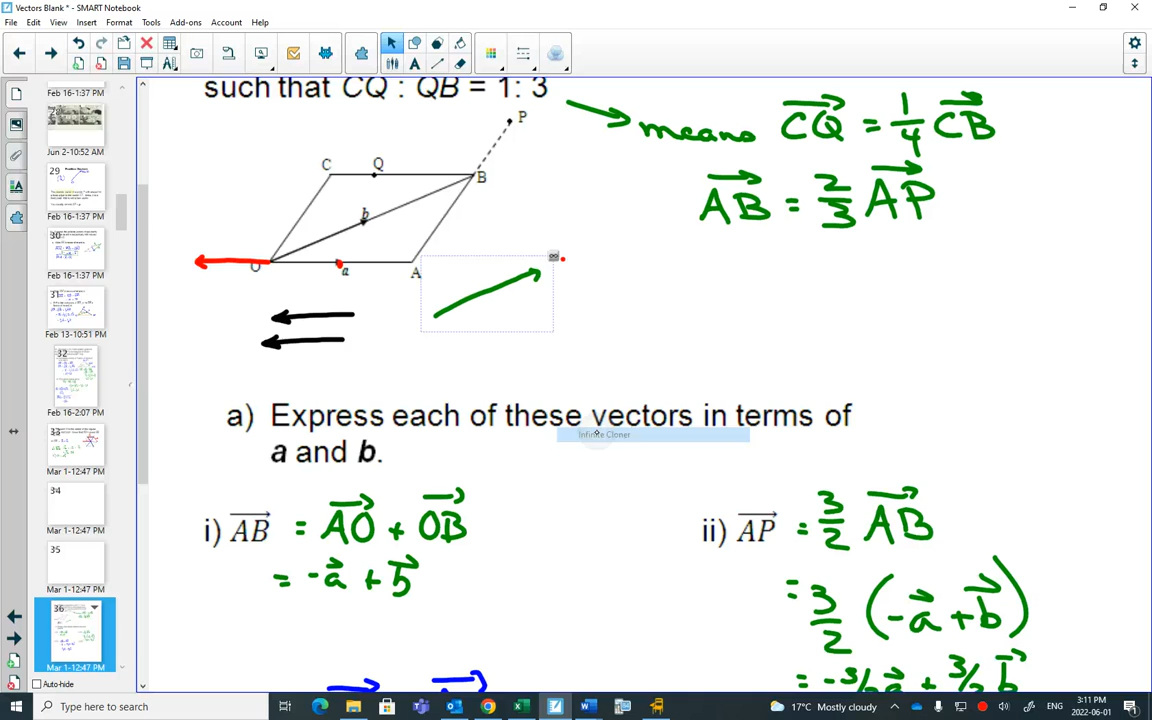 Vectors Blank * - SMART Notebook
File Edit View Insert Format Tools Add-ons Account Help
Feb 16-1:37 PM
Jun 2-10:52 AM
29
Feb 16-1:37 PM
30
Feb 16-1:37 PM
31
Feb 13-10:51 PM
32
Feb 16-2:07 PM
33
Mar 1-12:47 PM
34
Mar 1-12:47 PM
35
Mar 1-12:47 PM
36
Mar 1-12:47 PM
Auto-hide
such that CQ : QB = 1: 3
means CQ = 1/4 CB
AB = 2/3 AP
P
C Q B
b
O a A
a) Express each of these vectors in terms of
a and b.
Infinite Cloner
i) AB = AO + OB
= -a + b
ii) AP = 3/2 AB
= 3/2 (-a + b)
= -3/2 a + 3/2 b
Type here to search
17°C Mostly cloudy
ENG
3:11 PM
2022-06-01